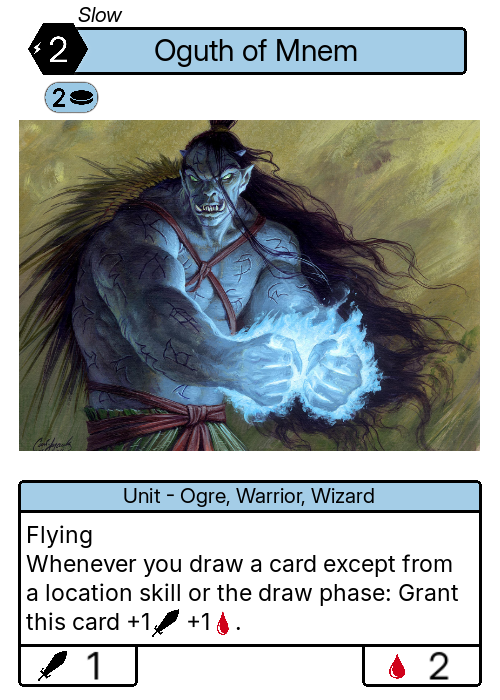 Slow
2
Oguth of Mnem
2
Unit - Ogre, Warrior, Wizard
Flying
Whenever you draw a card except from
a location skill or the draw phase: Grant
this card +1 +1 .
1
2